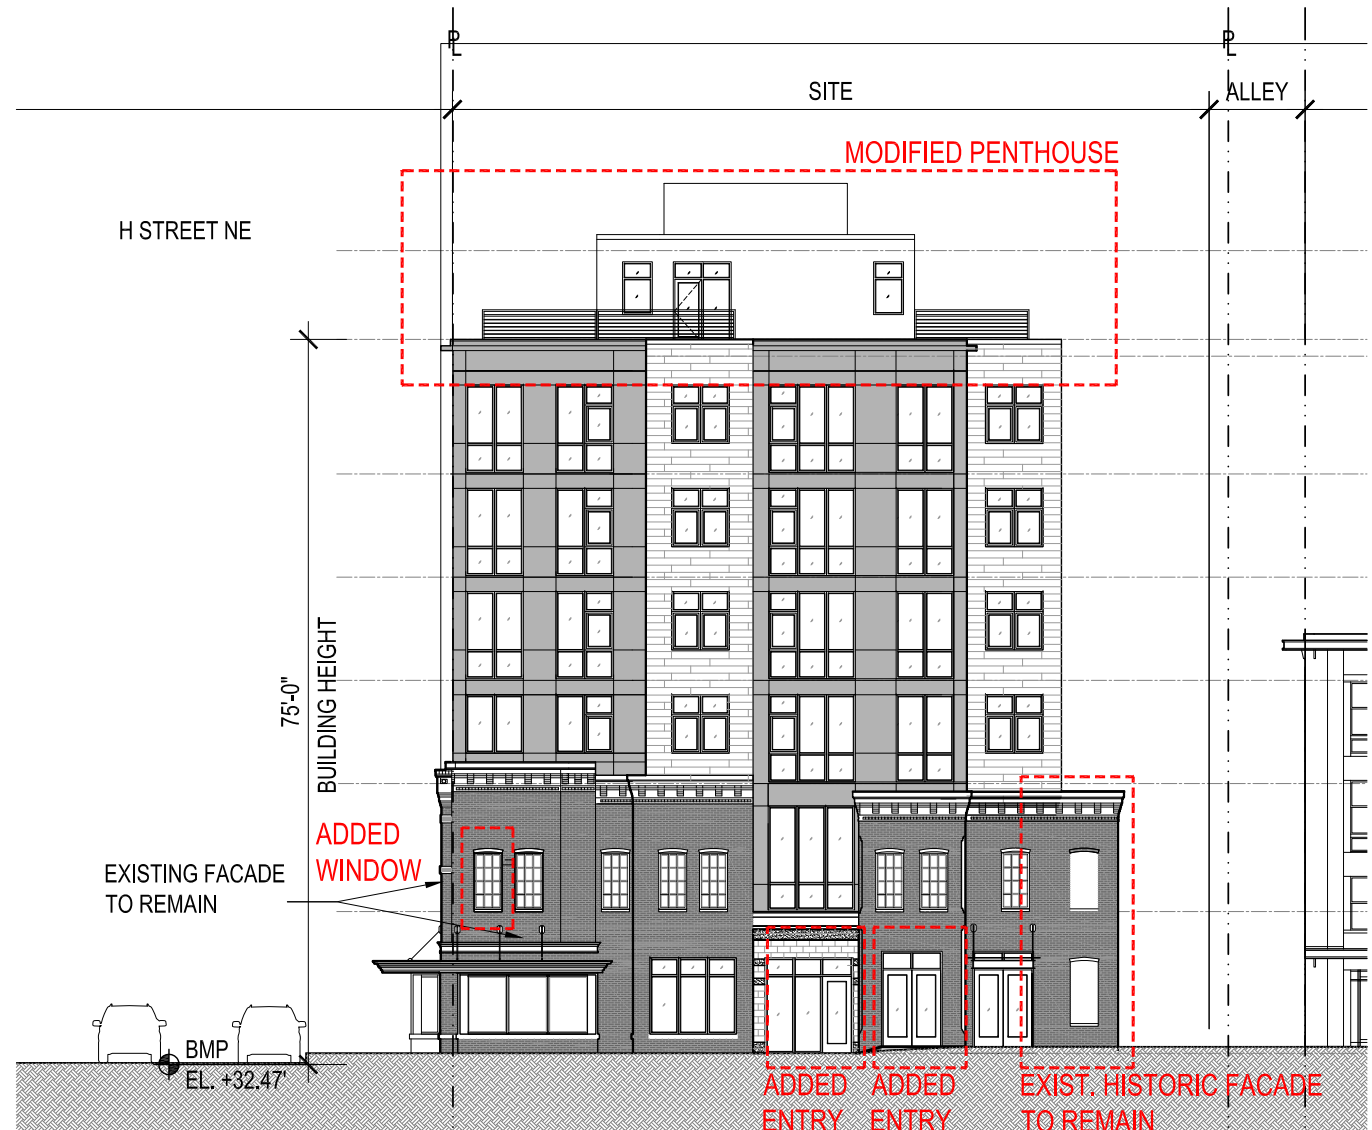 PL
PL
SITE
ALLEY
MODIFIED PENTHOUSE
H STREET NE
75'-0"
BUILDING HEIGHT
ADDED
WINDOW
EXISTING FACADE
TO REMAIN
BMP
EL. +32.47'
ADDED
ENTRY
ADDED
ENTRY
EXIST. HISTORIC FACADE
TO REMAIN